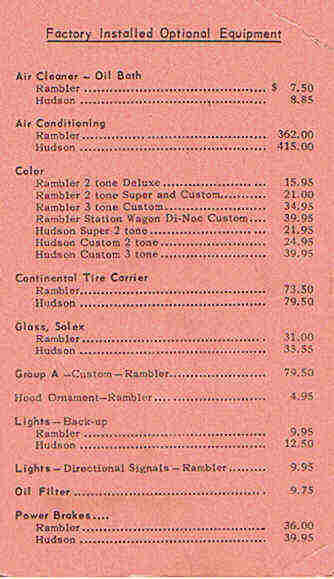 Factory Installed Optional Equipment
Air Cleaner – Oil Bath
Rambler ........ $ 7.50
Hudson ........ 8.85
Air Conditioning
Rambler ........ 362.00
Hudson ........ 415.00
Color
Rambler 2 tone Deluxe ........ 15.95
Rambler 2 tone Super and Custom ........ 21.00
Rambler 3 tone Custom ........ 34.95
Rambler Station Wagon Di-Noc Custom .... 39.95
Hudson Super 2 tone ........ 21.95
Hudson Custom 2 tone ........ 24.95
Hudson Custom 3 tone ........ 39.95
Continental Tire Carrier
Rambler ........ 73.50
Hudson ........ 79.50
Glass, Solex
Rambler ........ 31.00
Hudson ........ 33.55
Group A –Custom–Rambler ........ 79.50
Hood Ornament–Rambler ........ 4.95
Lights–Back-up
Rambler ........ 9.95
Hudson ........ 12.50
Lights–Directional Signals–Rambler ........ 9.95
Oil Filter ........ 9.75
Power Brakes....
Rambler ........ 36.00
Hudson ........ 39.95